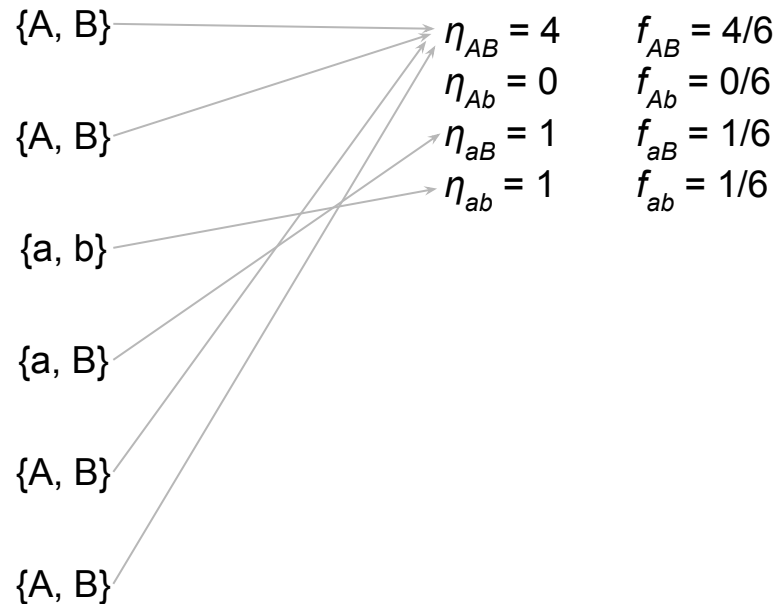 {A, B}
{A, B}
{a, b}
{a, B}
{A, B}
{A, B}
η_AB = 4 f_AB = 4/6
η_Ab = 0 f_Ab = 0/6
η_aB = 1 f_aB = 1/6
η_ab = 1 f_ab = 1/6